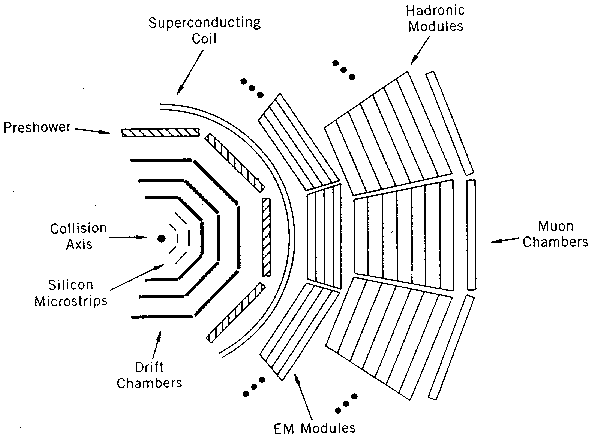 Hadronic
Modules
Superconducting
Coil
Preshower
Collision
Axis
Muon
Chambers
Silicon
Microstrips
Drift
Chambers
EM Modules